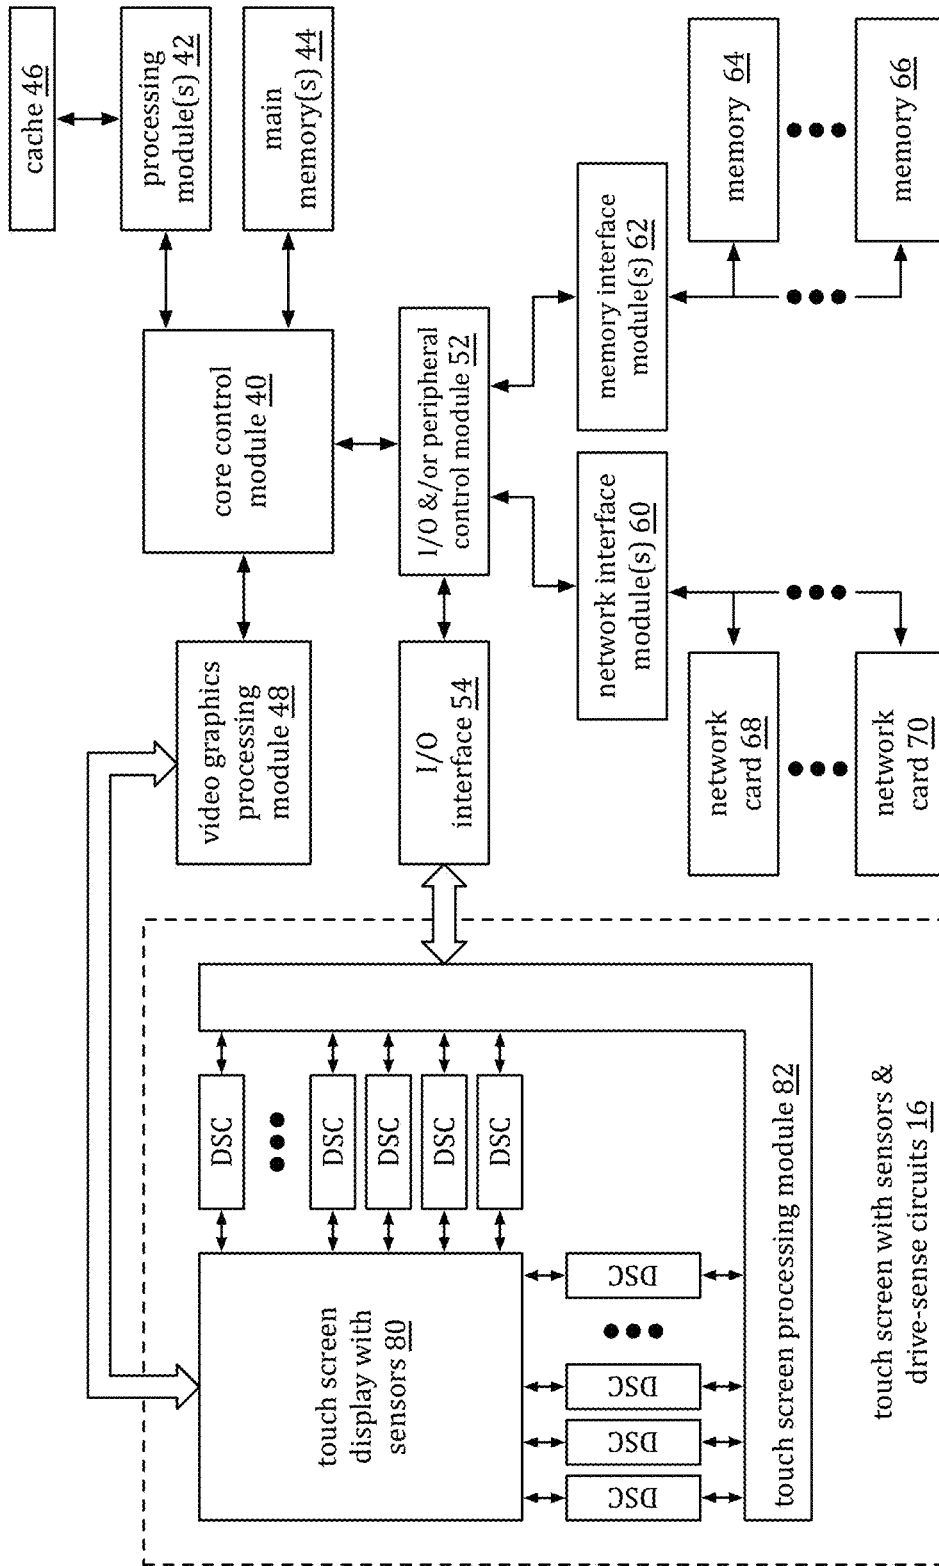 cache 46
processing
module(s) 42
main
memory(s) 44
core control
module 40
video graphics
processing
module 48
I/O &/or peripheral
control module 52
I/O
interface 54
memory interface
module(s) 62
network interface
module(s) 60
memory 64
memory 66
network
card 68
network
card 70
touch screen
display with
sensors 80
DSC
DSC
DSC
DSC
DSC
DSC
DSC
DSC
DSC
touch screen processing module 82
touch screen with sensors &
drive-sense circuits 16